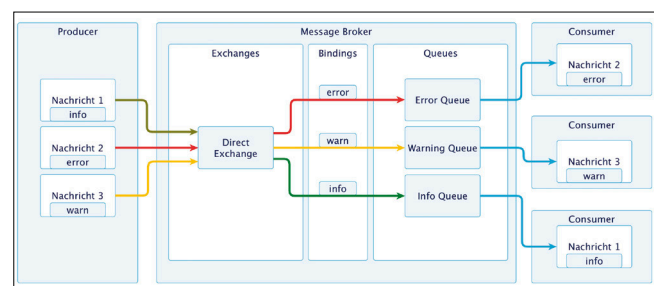 Producer
Nachricht 1
info
Nachricht 2
error
Nachricht 3
warn
Message Broker
Exchanges
Direct
Exchange
Bindings
error
warn
info
Queues
Error Queue
Warning Queue
Info Queue
Consumer
Nachricht 2
error
Consumer
Nachricht 3
warn
Consumer
Nachricht 1
info